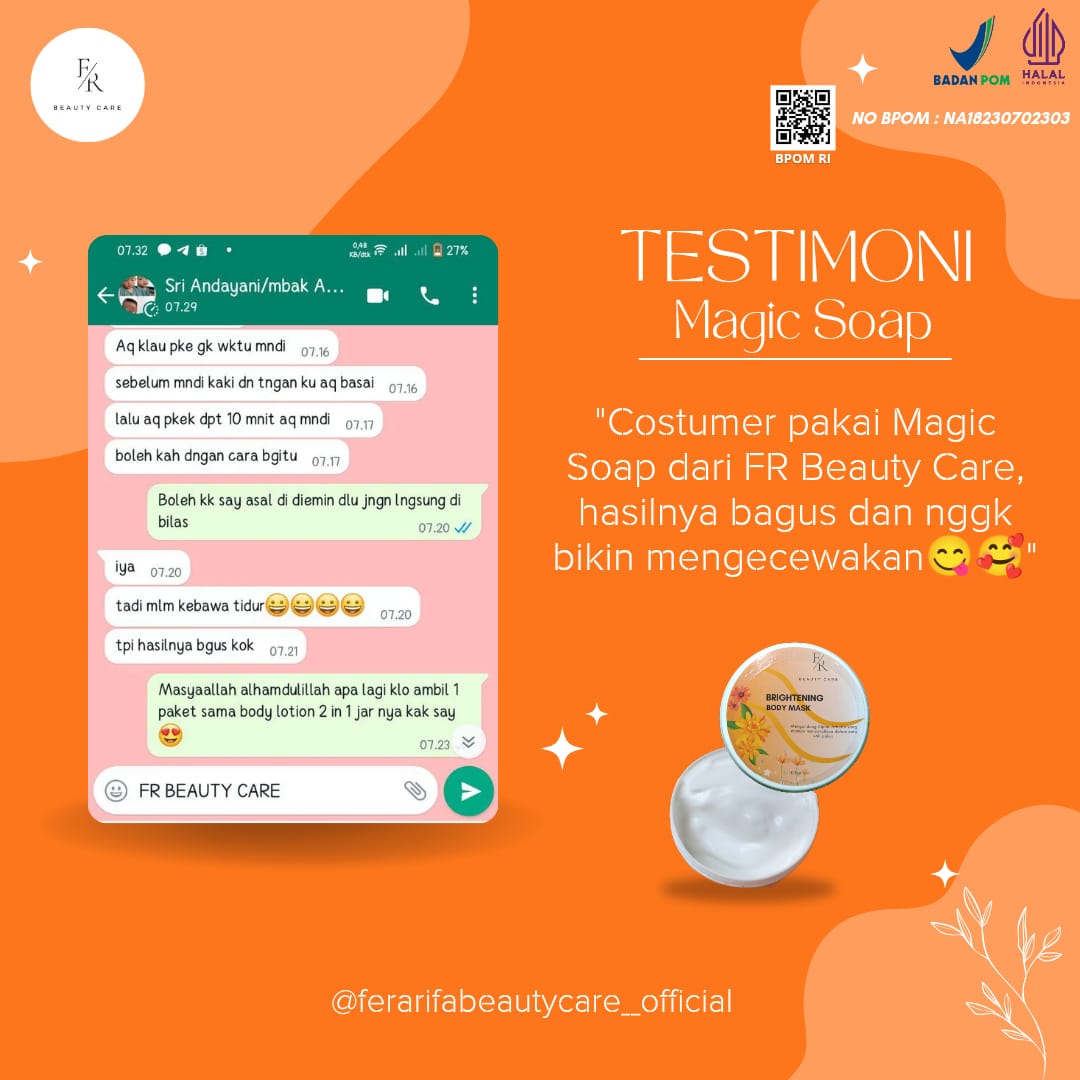 F/R
BEAUTY CARE
BADAN POM
HALAL
INDONESIA
NO BPOM : NA18230702303
BPOM RI
TESTIMONI
Magic Soap
"Costumer pakai Magic
Soap dari FR Beauty Care,
hasilnya bagus dan nggk
bikin mengecewakan😋🥰"
07.32
0,48
KB/dtk
27%
Sri Andayani/mbak A...
07.29
Aq klau pke gk wktu mndi 07.16
sebelum mndi kaki dn tngan ku aq basai 07.16
lalu aq pkek dpt 10 mnit aq mndi 07.17
boleh kah dngan cara bgitu 07.17
Boleh kk say asal di diemin dlu jngn lngsung di
bilas
07.20
iya 07.20
tadi mlm kebawa tidur😀😀😀😀 07.20
tpi hasilnya bgus kok 07.21
Masyaallah alhamdulillah apa lagi klo ambil 1
paket sama body lotion 2 in 1 jar nya kak say
😍
07.23
FR BEAUTY CARE
F/R
BEAUTY CARE
BRIGHTENING
BODY MASK
@ferarifabeautycare__official